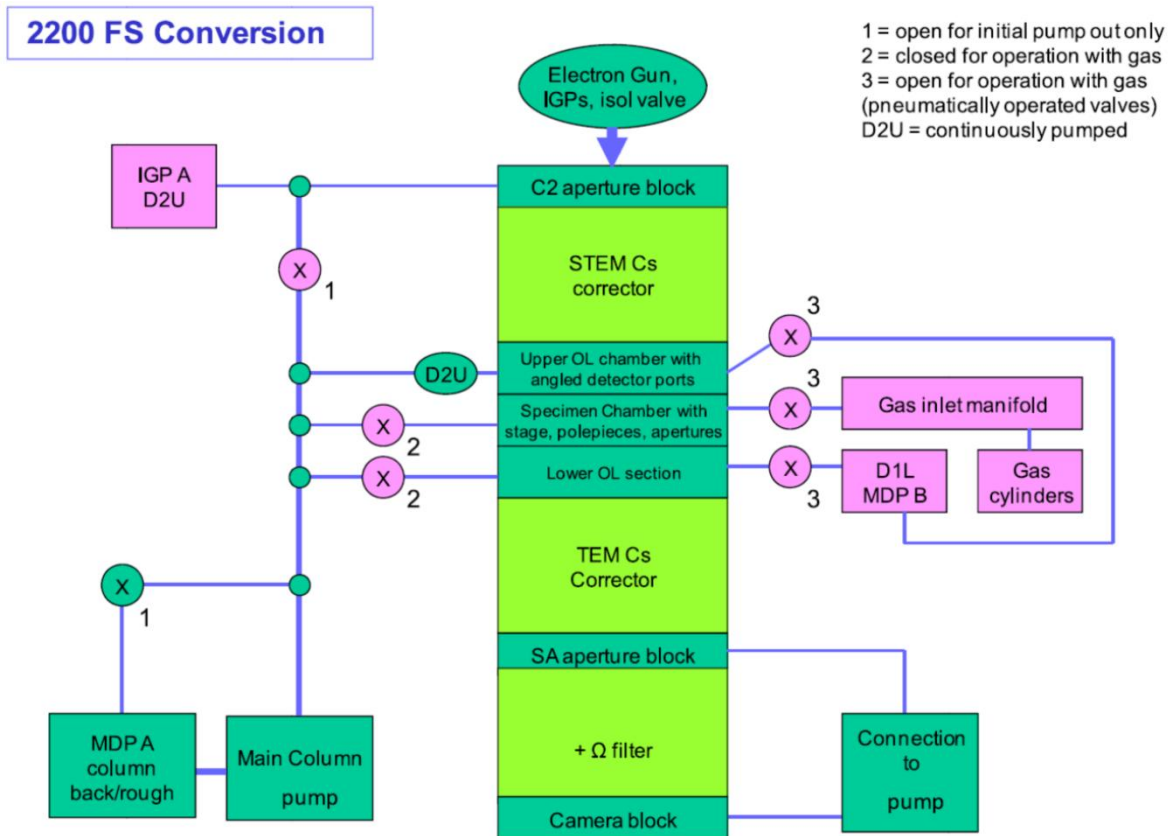 2200 FS Conversion
1 = open for initial pump out only
2 = closed for operation with gas
3 = open for operation with gas
(pneumatically operated valves)
D2U = continuously pumped
Electron Gun,
IGPs, isol valve
IGP A
D2U
C2 aperture block
X
1
STEM Cs
corrector
3
X
D2U
Upper OL chamber with
angled detector ports
3
X
2
Specimen Chamber with
stage, polepieces, apertures
X
Gas inlet manifold
X
2
Lower OL section
X
3
D1L
MDP B
Gas
cylinders
TEM Cs
Corrector
X
1
SA aperture block
MDP A
column
back/rough
Main Column
pump
+ Ω filter
Connection
to
pump
Camera block